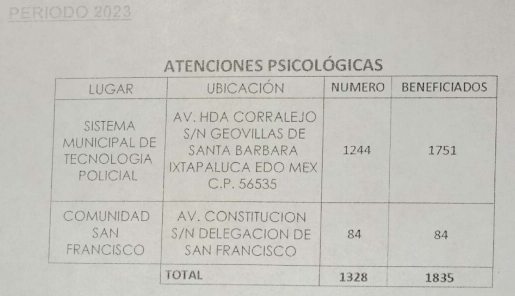 PERIODO 2023
ATENCIONES PSICOLÓGICAS
LUGAR UBICACIÓN NUMERO BENEFICIADOS
SISTEMA
MUNICIPAL DE
TECNOLOGIA
POLICIAL
AV. HDA CORRALEJO
S/N GEOVILLAS DE
SANTA BARBARA
IXTAPALUCA EDO MEX
C.P. 56535
1244
1751
COMUNIDAD
SAN
FRANCISCO
AV. CONSTITUCION
S/N DELEGACION DE
SAN FRANCISCO
84
84
TOTAL 1328 1835